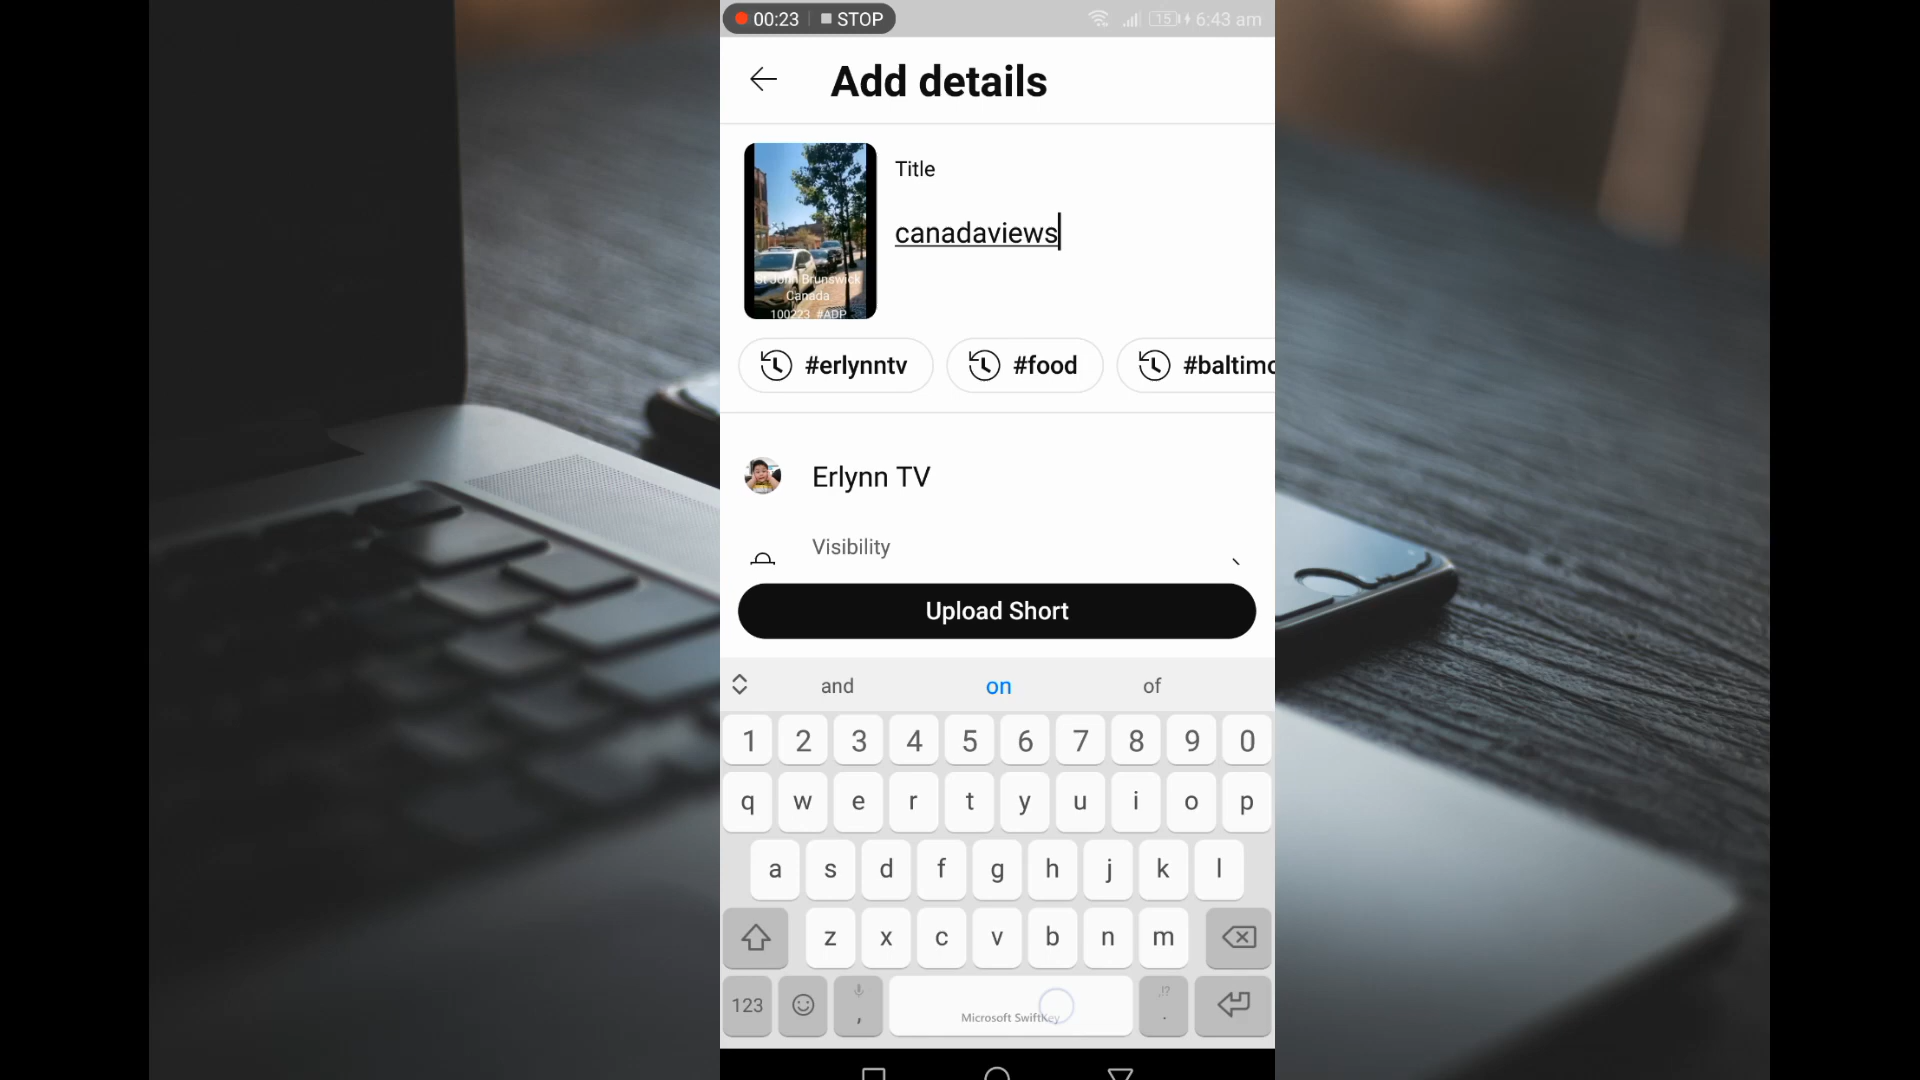 00:23 STOP 15 6:43 am
Add details
Title
canadaviews
St John Brunswick
Canada
100223 #ADP
#erlynntv #food #baltimo
Erlynn TV
Visibility
Upload Short
and on of
1 2 3 4 5 6 7 8 9 0
q w e r t y u i o p
a s d f g h j k l
z x c v b n m
123 , Microsoft SwiftKey ,!? .